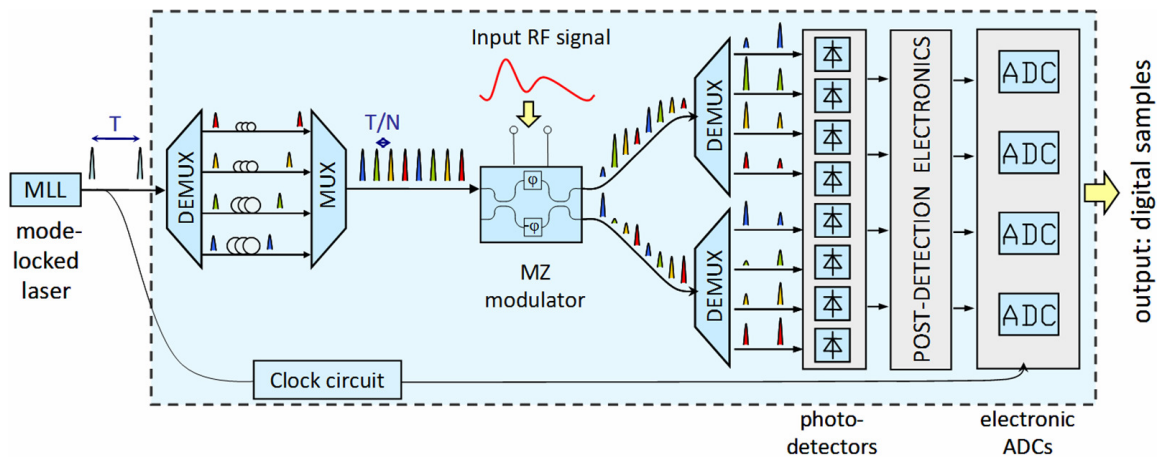 Input RF signal
T
T/N
MLL
mode-
locked
laser
DEMUX
MUX
φ
-φ
MZ
modulator
DEMUX
DEMUX
POST-DETECTION ELECTRONICS
ADC
ADC
ADC
ADC
output: digital samples
Clock circuit
photo-
detectors
electronic
ADCs